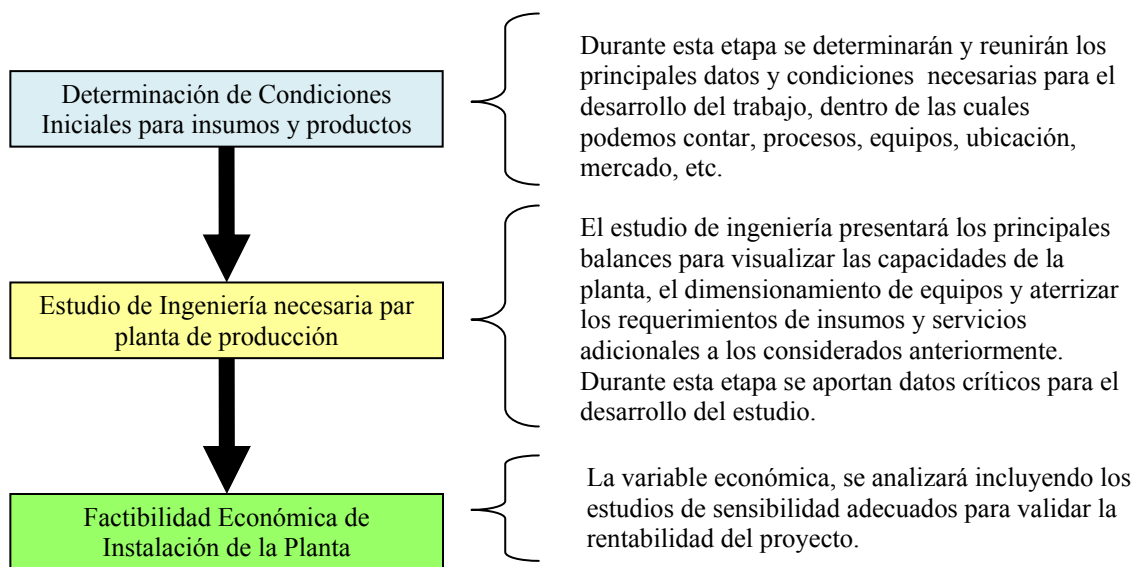 Determinación de Condiciones
Iniciales para insumos y productos
Durante esta etapa se determinarán y reunirán los
principales datos y condiciones necesarias para el
desarrollo del trabajo, dentro de las cuales
podemos contar, procesos, equipos, ubicación,
mercado, etc.
Estudio de Ingeniería necesaria par
planta de producción
El estudio de ingeniería presentará los principales
balances para visualizar las capacidades de la
planta, el dimensionamiento de equipos y aterrizar
los requerimientos de insumos y servicios
adicionales a los considerados anteriormente.
Durante esta etapa se aportan datos críticos para el
desarrollo del estudio.
Factibilidad Económica de
Instalación de la Planta
La variable económica, se analizará incluyendo los
estudios de sensibilidad adecuados para validar la
rentabilidad del proyecto.